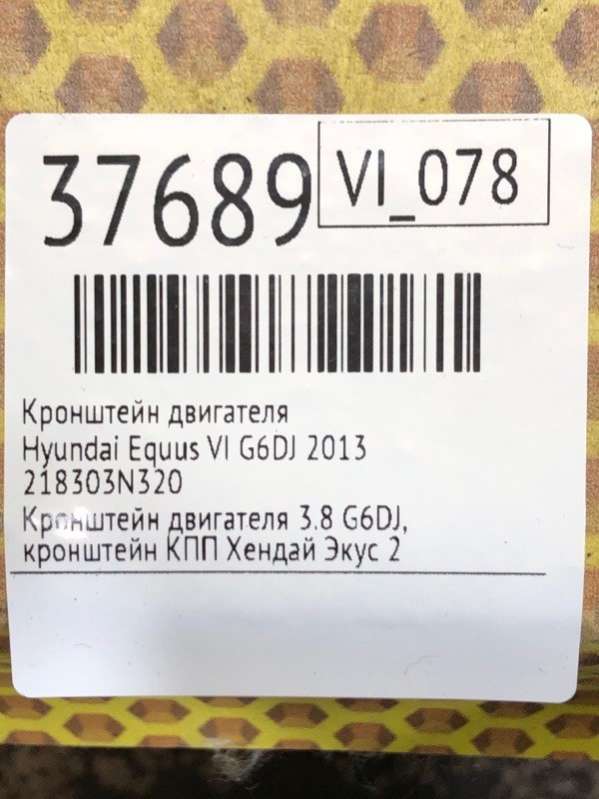 37689
VI_078
Кронштейн двигателя
Hyundai Equus VI G6DJ 2013
218303N320
Кронштейн двигателя 3.8 G6DJ,
кронштейн КПП Хендай Экус 2